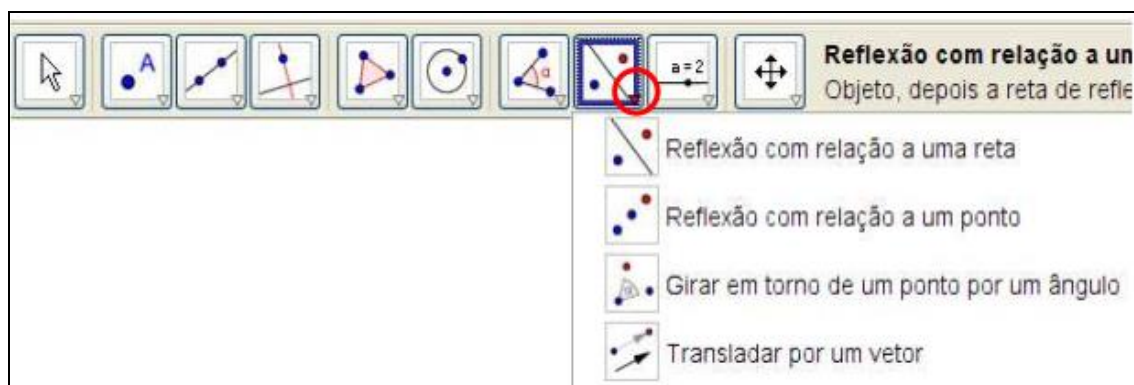 A
α
a = 2
Reflexão com relação a un
Objeto, depois a reta de refle
Reflexão com relação a uma reta
Reflexão com relação a um ponto
α
Girar em torno de um ponto por um ângulo
Transladar por um vetor